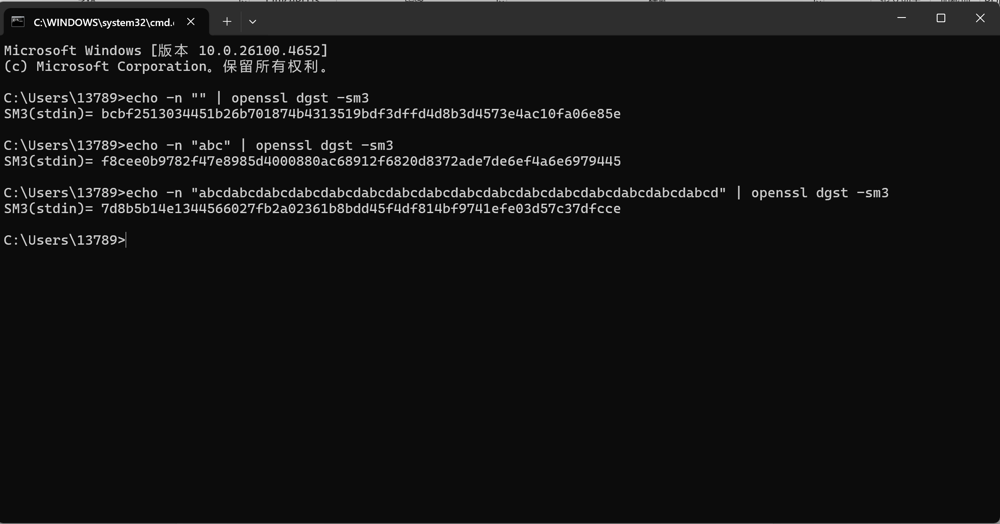 C:\WINDOWS\system32\cmd.
Microsoft Windows [版本 10.0.26100.4652]
(c) Microsoft Corporation。保留所有权利。
C:\Users\13789>echo -n "" | openssl dgst -sm3
SM3(stdin)= bcbf2513034451b26b701874b4313519bdf3dffd4d8b3d4573e4ac10fa06e85e
C:\Users\13789>echo -n "abc" | openssl dgst -sm3
SM3(stdin)= f8cee0b9782f47e8985d4000880ac68912f6820d8372ade7de6ef4a6e6979445
C:\Users\13789>echo -n "abcdabcdabcdabcdabcdabcdabcdabcdabcdabcdabcdabcdabcdabcdabcdabcd" | openssl dgst -sm3
SM3(stdin)= 7d8b5b14e1344566027fb2a02361b8bdd45f4df814bf9741efe03d57c37dfcce
C:\Users\13789>